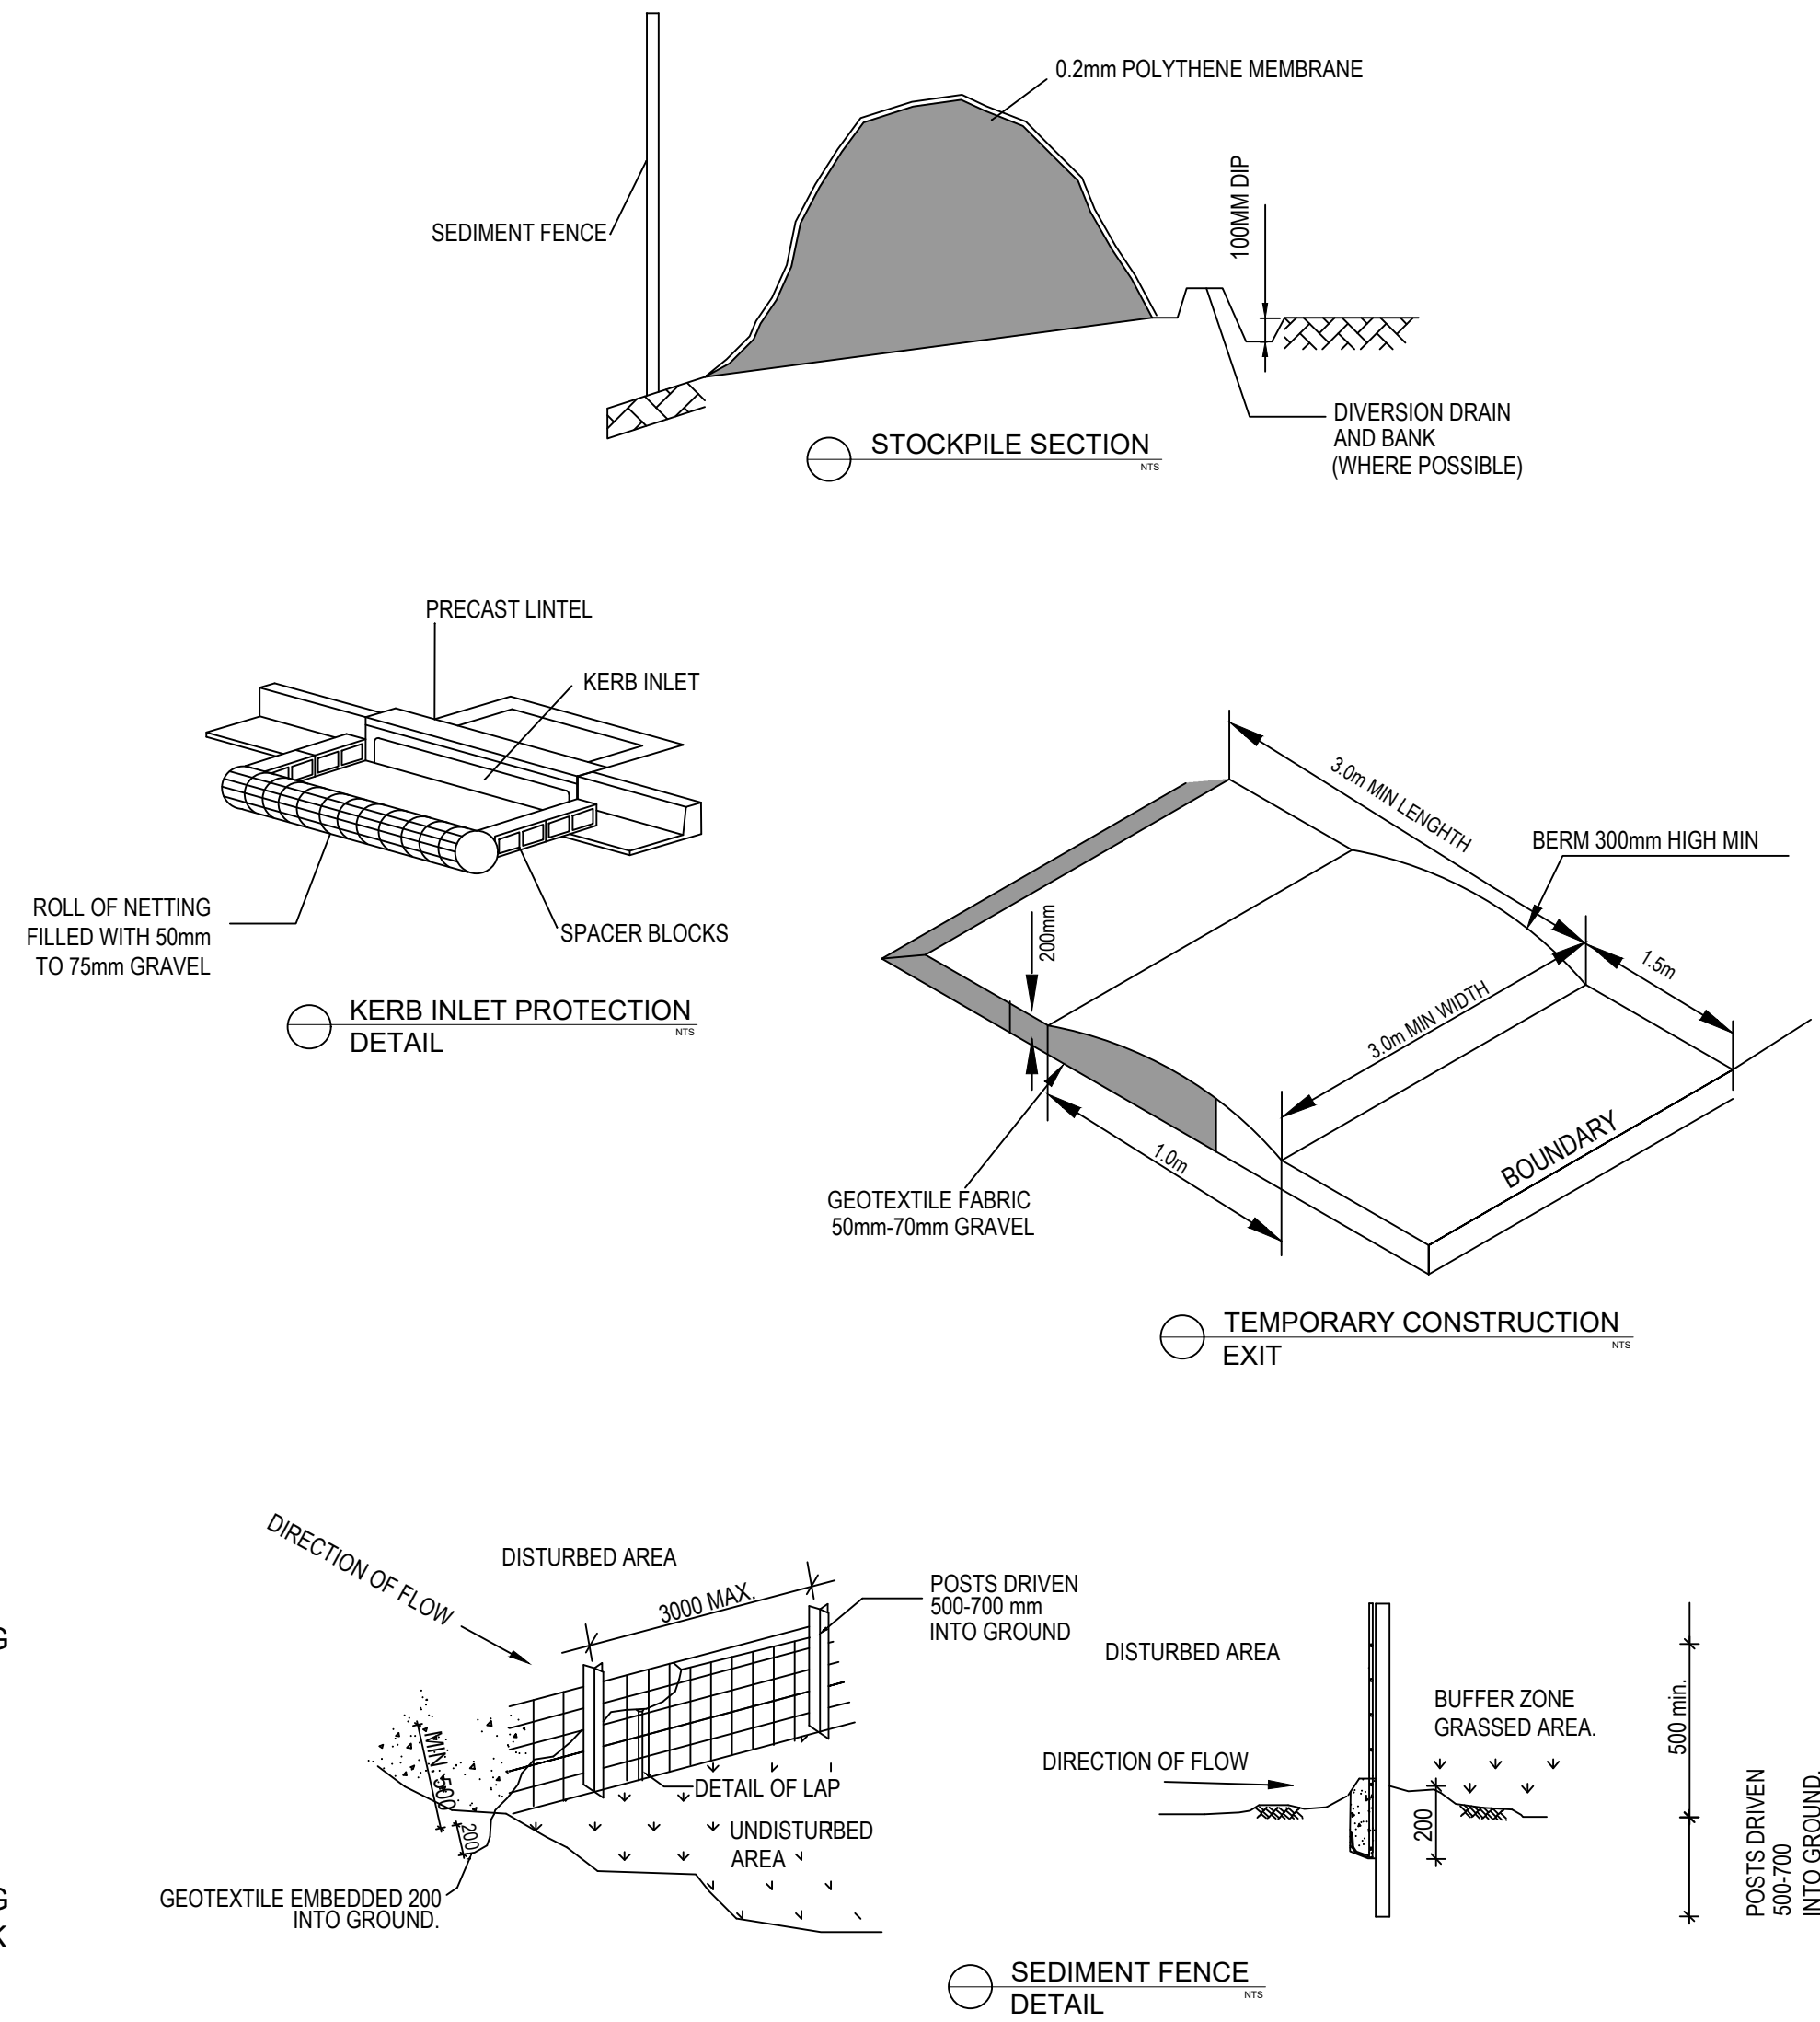 0.2mm POLYTHENE MEMBRANE
SEDIMENT FENCE
100MM DIP
DIVERSION DRAIN
AND BANK
(WHERE POSSIBLE)
STOCKPILE SECTION
NTS
PRECAST LINTEL
KERB INLET
ROLL OF NETTING
FILLED WITH 50mm
TO 75mm GRAVEL
SPACER BLOCKS
KERB INLET PROTECTION
NTS
DETAIL
3.0m MIN LENGHTH
BERM 300mm HIGH MIN
200mm
1.5m
3.0m MIN WIDTH
1.0m
BOUNDARY
GEOTEXTILE FABRIC
50mm-70mm GRAVEL
TEMPORARY CONSTRUCTION
NTS
EXIT
DIRECTION OF FLOW
DISTURBED AREA
3000 MAX.
POSTS DRIVEN
500-700 mm
INTO GROUND
MIN 500
200
DETAIL OF LAP
UNDISTURBED
AREA
GEOTEXTILE EMBEDDED 200
INTO GROUND.
DISTURBED AREA
BUFFER ZONE
GRASSED AREA.
DIRECTION OF FLOW
200
500 min.
POSTS DRIVEN
500-700
INTO GROUND.
SEDIMENT FENCE
NTS
DETAIL
G
G
K